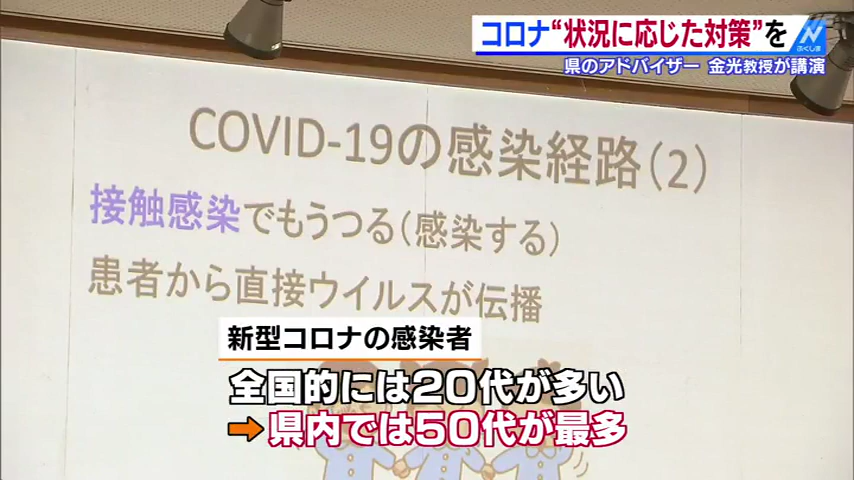 コロナ“状況に応じた対策”を
N
ふくしま
県のアドバイザー 金光教授が講演
COVID-19の感染経路(2)
接触感染でもうつる(感染する)
患者から直接ウイルスが伝播
新型コロナの感染者
全国的には20代が多い
➡県内では50代が最多